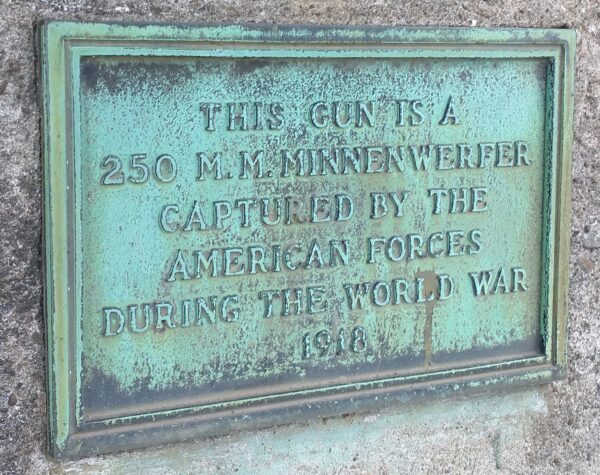 THIS GUN IS A
250 M.M. MINNENWERFER
CAPTURED BY THE
AMERICAN FORCES
DURING THE WORLD WAR
1918